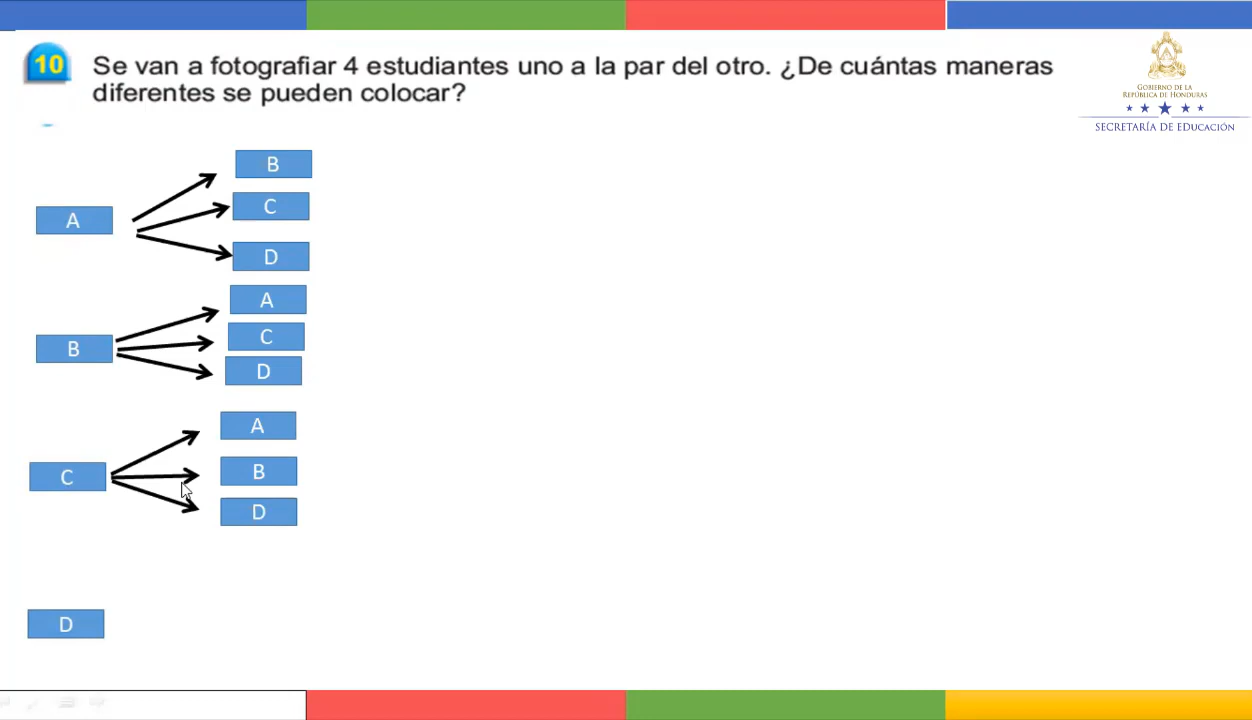 10
Se van a fotografiar 4 estudiantes uno a la par del otro. ¿De cuántas maneras
diferentes se pueden colocar?
GOBIERNO DE LA
REPÚBLICA DE HONDURAS
SECRETARÍA DE EDUCACIÓN
A
B
C
D
B
A
C
D
C
A
B
D
D